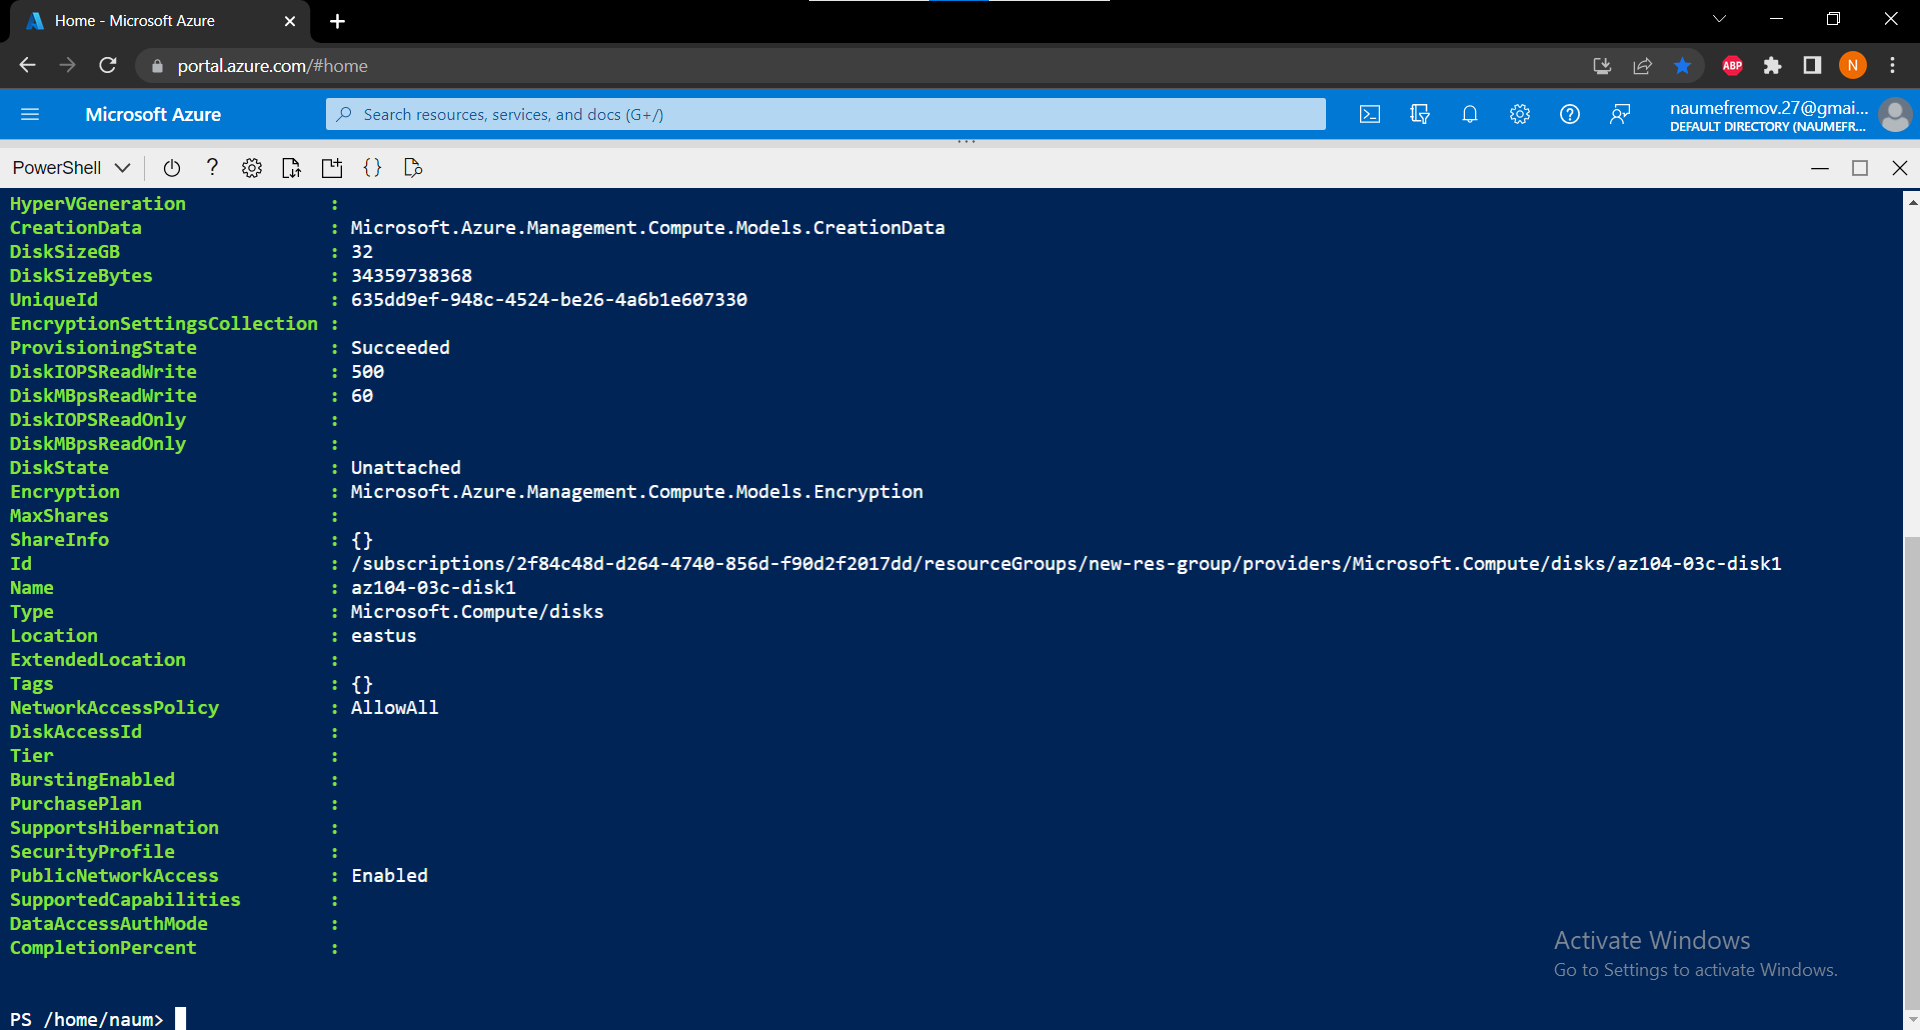 Home - Microsoft Azure
portal.azure.com/#home
ABP
N
Microsoft Azure
Search resources, services, and docs (G+/)
naumefremov.27@gmai...
DEFAULT DIRECTORY (NAUMEFR...
PowerShell
HyperVGeneration :
CreationData : Microsoft.Azure.Management.Compute.Models.CreationData
DiskSizeGB : 32
DiskSizeBytes : 34359738368
UniqueId : 635dd9ef-948c-4524-be26-4a6b1e607330
EncryptionSettingsCollection :
ProvisioningState : Succeeded
DiskIOPSReadWrite : 500
DiskMBpsReadWrite : 60
DiskIOPSReadOnly :
DiskMBpsReadOnly :
DiskState : Unattached
Encryption : Microsoft.Azure.Management.Compute.Models.Encryption
MaxShares :
ShareInfo : {}
Id : /subscriptions/2f84c48d-d264-4740-856d-f90d2f2017dd/resourceGroups/new-res-group/providers/Microsoft.Compute/disks/az104-03c-disk1
Name : az104-03c-disk1
Type : Microsoft.Compute/disks
Location : eastus
ExtendedLocation :
Tags : {}
NetworkAccessPolicy : AllowAll
DiskAccessId :
Tier :
BurstingEnabled :
PurchasePlan :
SupportsHibernation :
SecurityProfile :
PublicNetworkAccess : Enabled
SupportedCapabilities :
DataAccessAuthMode :
CompletionPercent :
Activate Windows
Go to Settings to activate Windows.
PS /home/naum>